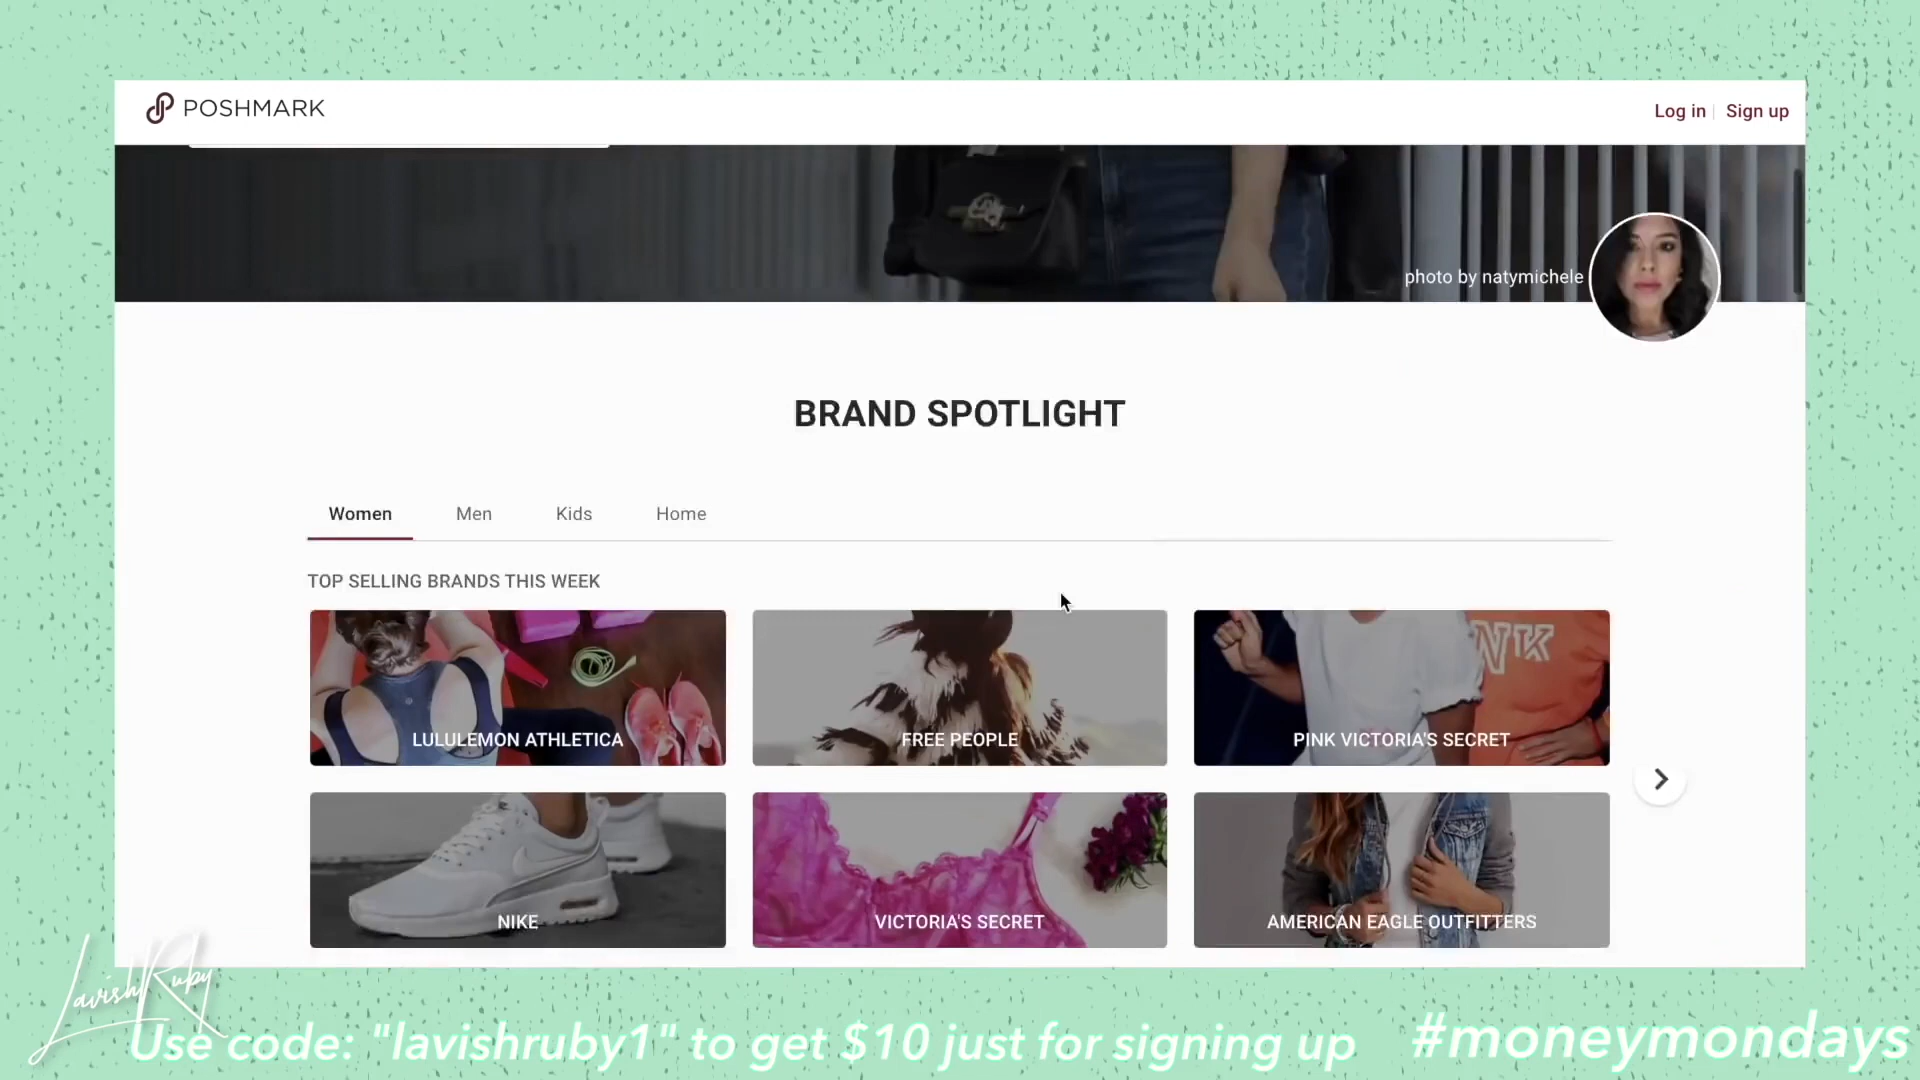 POSHMARK
Log in | Sign up
photo by natymichele
BRAND SPOTLIGHT
Women Men Kids Home
TOP SELLING BRANDS THIS WEEK
LULULEMON ATHLETICA
FREE PEOPLE
NK
PINK VICTORIA'S SECRET
NIKE
VICTORIA'S SECRET
AMERICAN EAGLE OUTFITTERS
LavishRuby
Use code: "lavishruby1" to get $10 just for signing up
#moneymondays